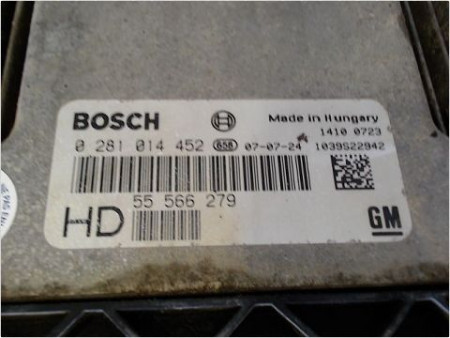 BOSCH
Made in Hungary
1410 0723
0 281 014 452 658 07-07-24 1039S22942
HD 55 566 279
GM